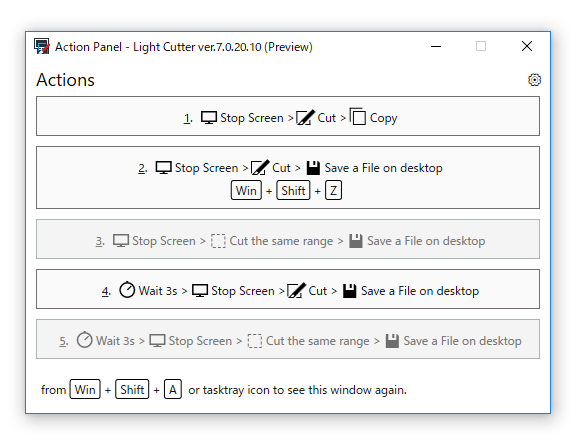 Action Panel - Light Cutter ver.7.0.20.10 (Preview)
Actions
1. Stop Screen > Cut > Copy
2. Stop Screen > Cut > Save a File on desktop
Win + Shift + Z
3. Stop Screen > Cut the same range > Save a File on desktop
4. Wait 3s > Stop Screen > Cut > Save a File on desktop
5. Wait 3s > Stop Screen > Cut the same range > Save a File on desktop
from Win + Shift + A or tasktray icon to see this window again.